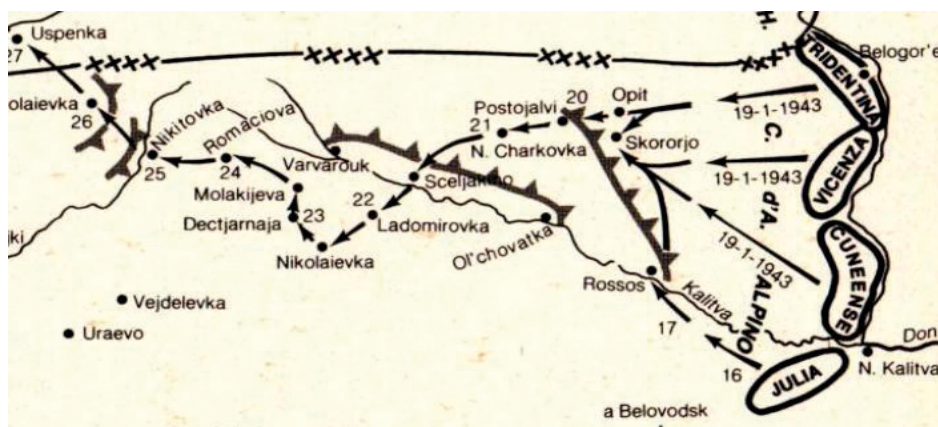 H.
Uspenka
27
olaievka
26
Nikitovka
25
Romaciova
24
Varvarouk
Molakijeva
23
Dectjarnaja
Nikolaievka
22
Ladomirovka
Sceljakino
Ol'chovatka
21
N. Charkovka
Postojalvi
20
Opit
Skororjo
TRIDENTINA
Belogor'e
19-1-1943
C.
19-1-1943
VICENZA
d'A.
19-1-1943
CUNEENSE
ALPINO
Rossos
Kalitva
17
16
JULIA
Don
N. Kalitva
iki
Vejdelevka
Uraevo
a Belovodsk